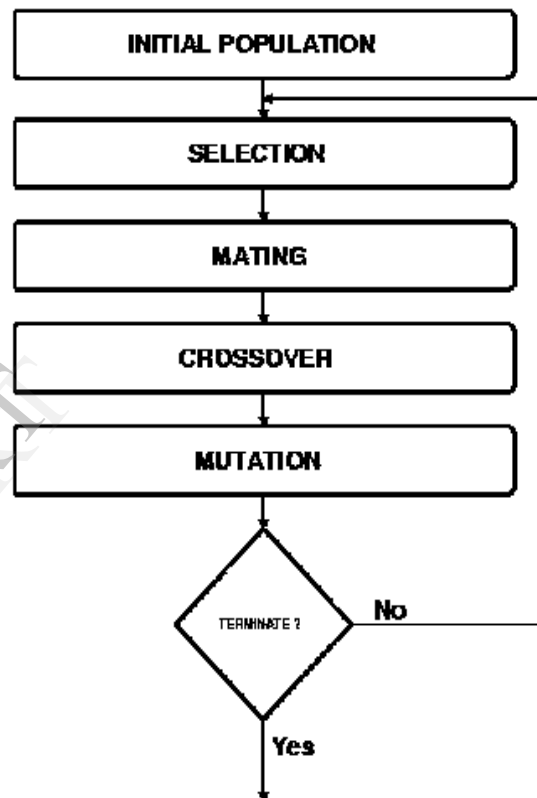 INITIAL POPULATION
SELECTION
MATING
CROSSOVER
MUTATION
TERMINATE ?
No
Yes